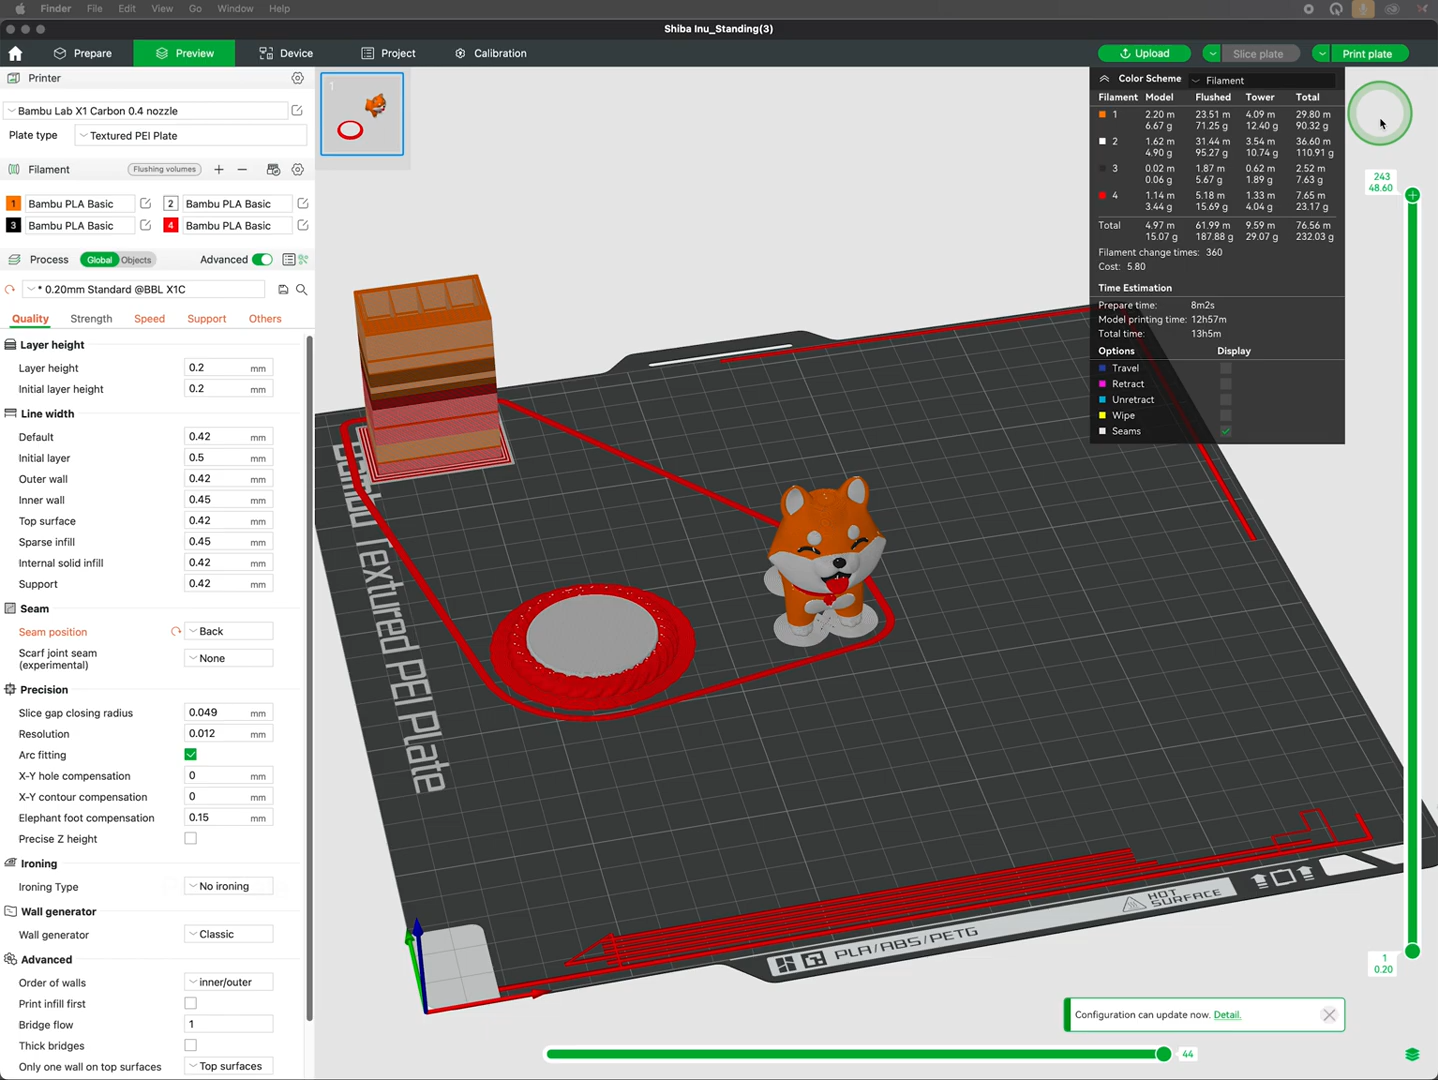 Finder File Edit View Go Window Help
Shiba Inu_Standing(3)
Prepare Preview Device Project Calibration Upload Slice plate Print plate
Printer
Bambu Lab X1 Carbon 0.4 nozzle
Plate type Textured PEI Plate
Filament Flushing volumes
1 Bambu PLA Basic 2 Bambu PLA Basic
3 Bambu PLA Basic 4 Bambu PLA Basic
Process Global Objects Advanced
* 0.20mm Standard @BBL X1C
Quality Strength Speed Support Others
Layer height
Layer height 0.2 mm
Initial layer height 0.2 mm
Line width
Default 0.42 mm
Initial layer 0.5 mm
Outer wall 0.42 mm
Inner wall 0.45 mm
Top surface 0.42 mm
Sparse infill 0.45 mm
Internal solid infill 0.42 mm
Support 0.42 mm
Seam
Seam position Back
Scarf joint seam
(experimental) None
Precision
Slice gap closing radius 0.049 mm
Resolution 0.012 mm
Arc fitting
X-Y hole compensation 0 mm
X-Y contour compensation 0 mm
Elephant foot compensation 0.15 mm
Precise Z height
Ironing
Ironing Type No ironing
Wall generator
Wall generator Classic
Advanced
Order of walls inner/outer
Print infill first
Bridge flow 1
Thick bridges
Only one wall on top surfaces Top surfaces
1
Color Scheme Filament
Filament Model Flushed Tower Total
1 2.20 m 23.51 m 4.09 m 29.80 m
6.67 g 71.25 g 12.40 g 90.32 g
2 1.62 m 31.44 m 3.54 m 36.60 m
4.90 g 95.27 g 10.74 g 110.91 g
3 0.02 m 1.87 m 0.62 m 2.52 m
0.06 g 5.67 g 1.89 g 7.63 g
4 1.14 m 5.18 m 1.33 m 7.65 m
3.44 g 15.69 g 4.04 g 23.17 g
Total 4.97 m 61.99 m 9.59 m 76.56 m
15.07 g 187.88 g 29.07 g 232.03 g
Filament change times: 360
Cost: 5.80
Time Estimation
Prepare time: 8m2s
Model printing time: 12h57m
Total time: 13h5m
Options Display
Travel
Retract
Unretract
Wipe
Seams
243
48.60
1
0.20
Bambu Textured PEI Plate
PLA/ABS/PETG
HOT
SURFACE
Configuration can update now. Detail.
44